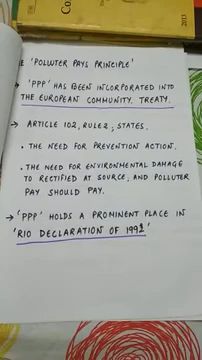 E 'POLLUTER PAYS PRINCIPLE'
→ 'PPP' HAS BEEN INCORPORATED INTO
THE EUROPEAN COMMUNITY TREATY.
→ ARTICLE 102, RULE 2, STATES.
• THE NEED FOR PREVENTION ACTION.
• THE NEED FOR ENVIRONMENTAL DAMAGE
TO RECTIFIED AT SOURCE, AND POLLUTER
PAY SHOULD PAY.
→ 'PPP' HOLDS A PROMINENT PLACE IN
'RIO DECLARATION OF 1992'
2013